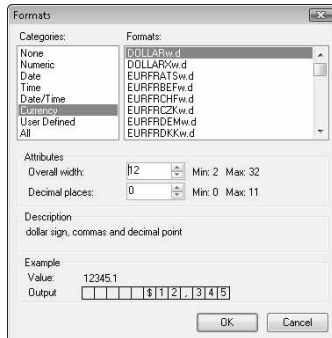 Formats
Categories:
None
Numeric
Date
Time
Date/Time
Currency
User Defined
All
Formats:
DOLLARw.d
DOLLARXw.d
EURFRATSw.d
EURFRBEFw.d
EURFRCHFw.d
EURFRCZKw.d
EURFRDEMw.d
EURFRDKKw.d
Attributes
Overall width: 12 Min: 2 Max: 32
Decimal places: 0 Min: 0 Max: 11
Description
dollar sign, commas and decimal point
Example
Value: 12345.1
Output $12,345
OK Cancel